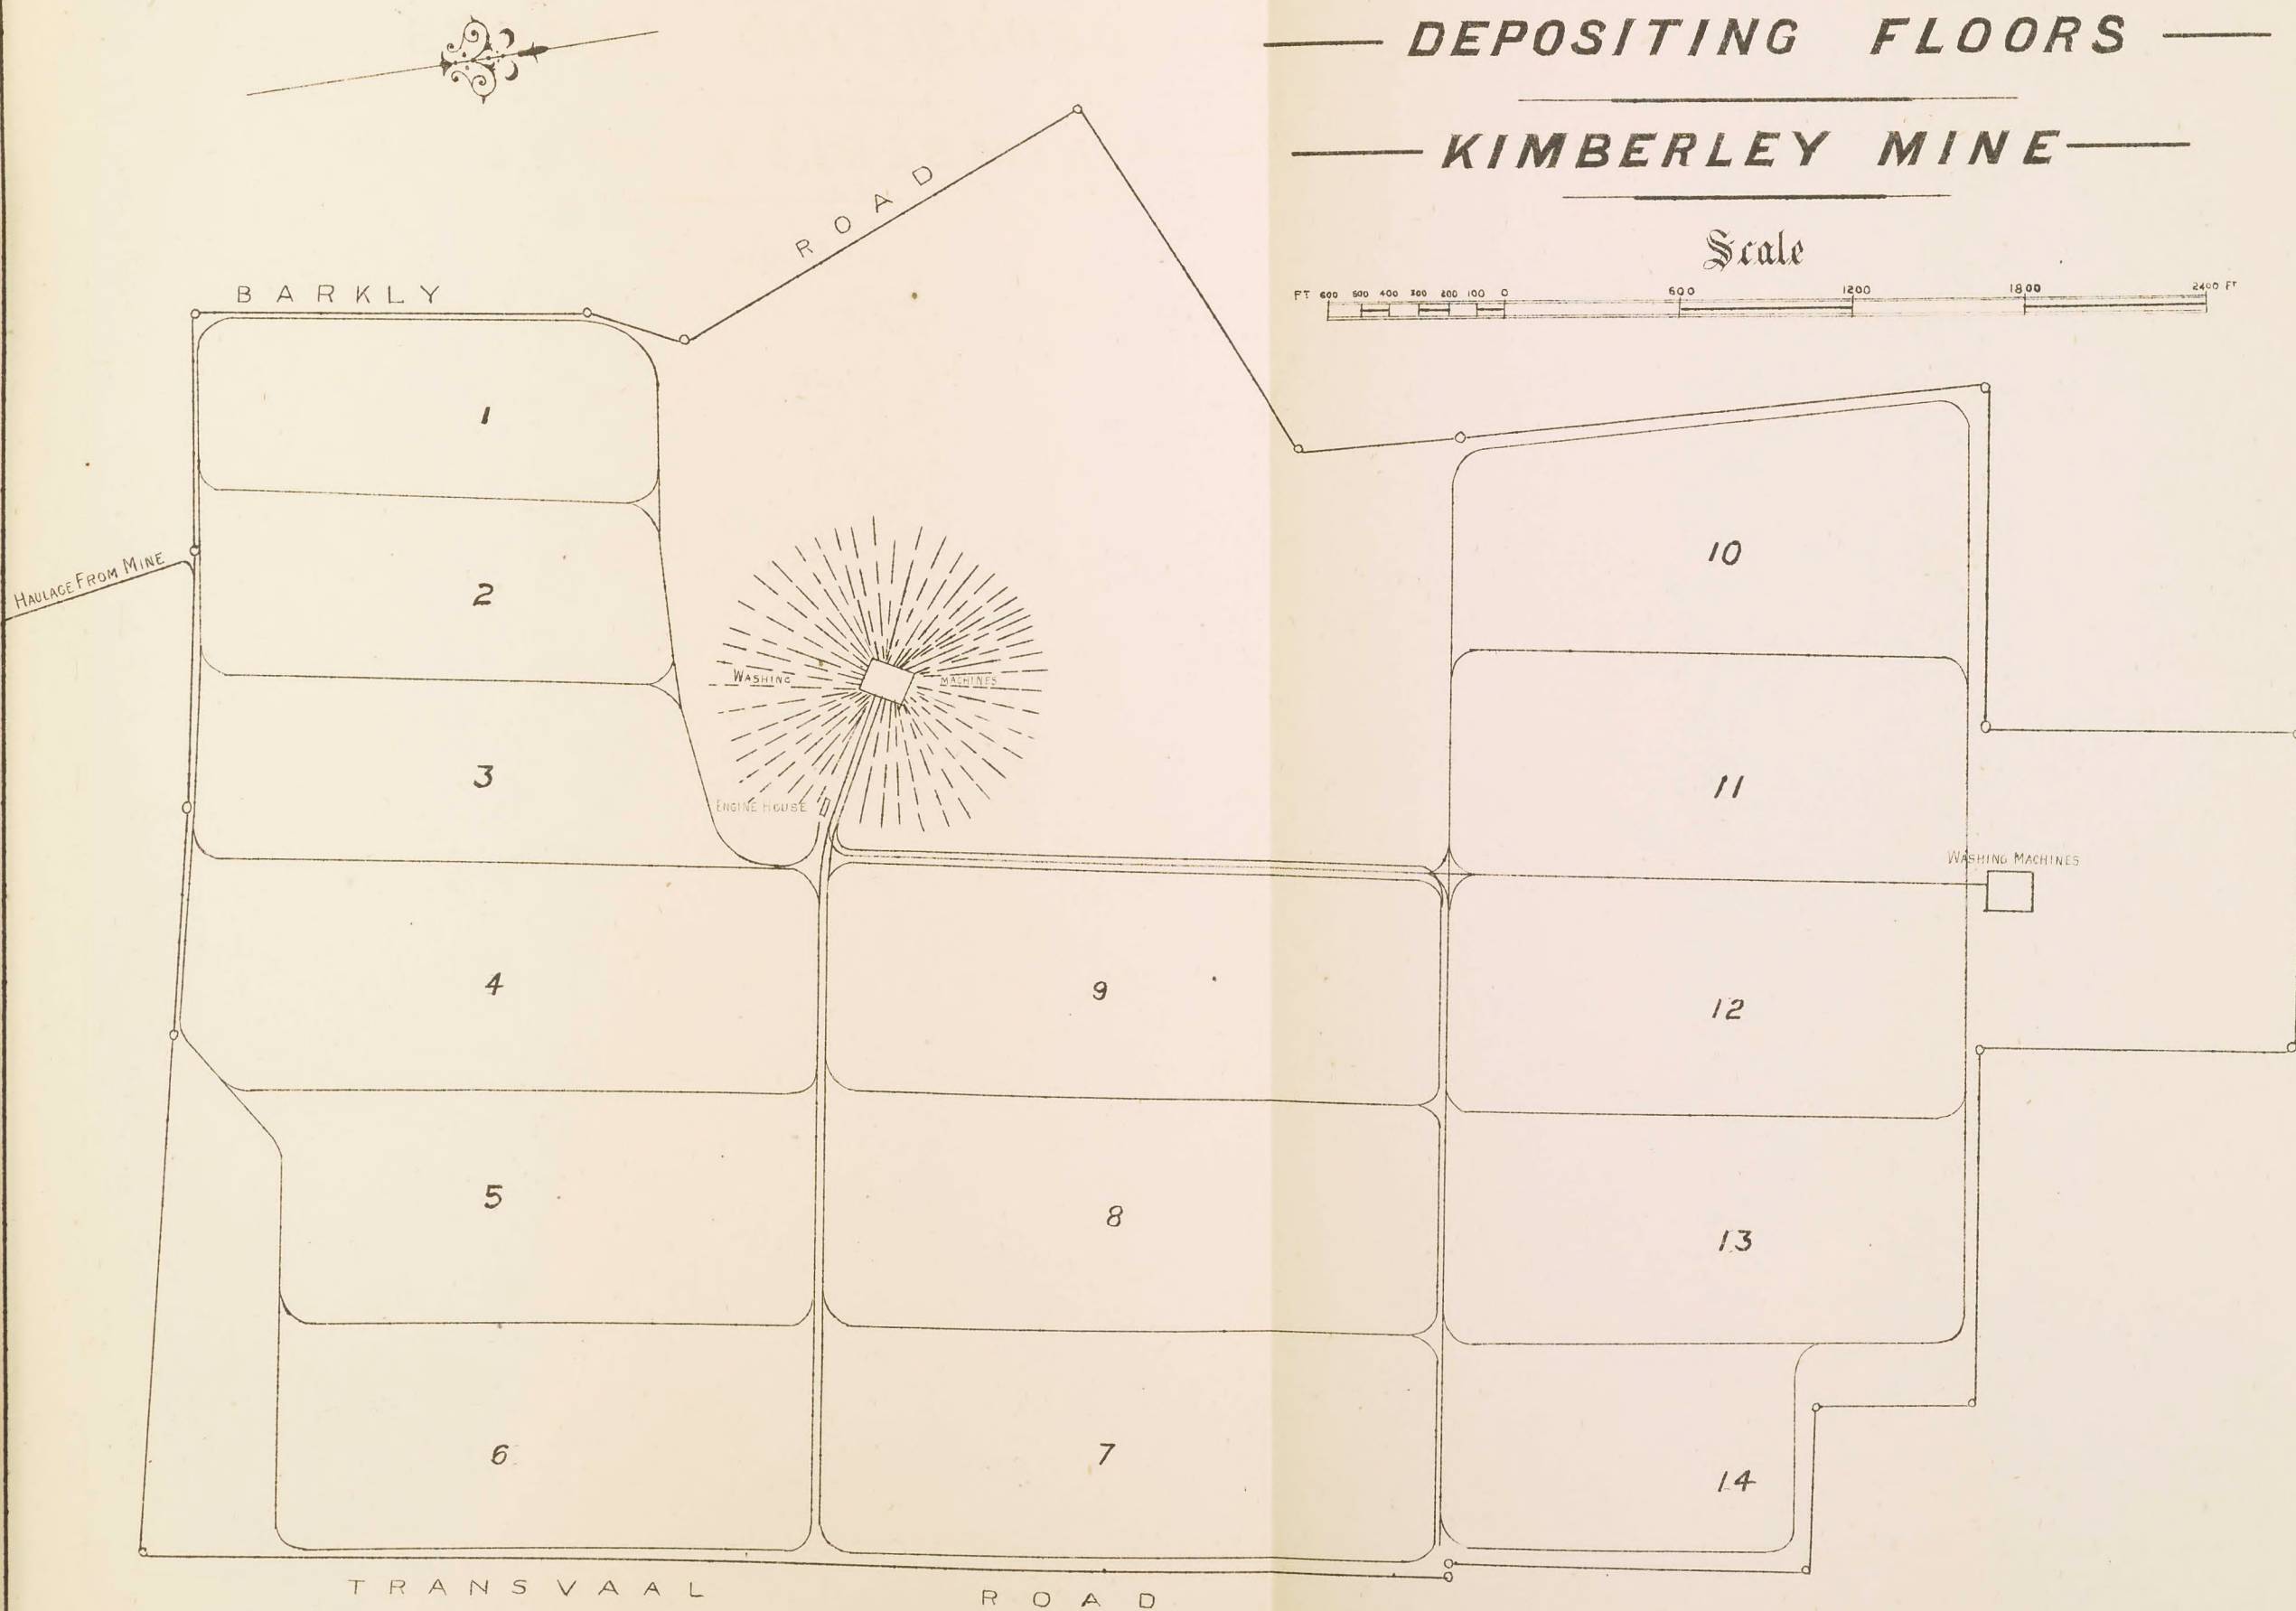 DEPOSITING FLOORS
KIMBERLEY MINE
Scale
FT 600 500 400 300 200 100 0 600 1200 1800 2400 FT
BARKLY ROAD
1
2
HAULAGE FROM MINE
3
WASHING MACHINES
ENGINE HOUSE
10
11
WASHING MACHINES
4
9
12
5
8
13
6
7
14
TRANSVAAL ROAD